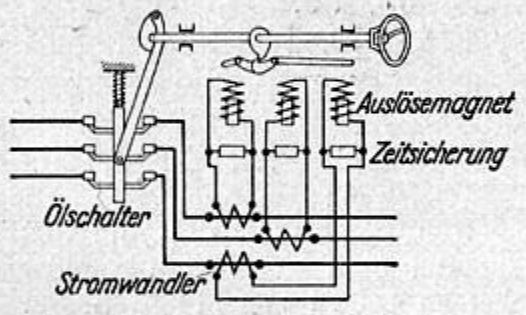 Auslösemagnet
Zeitsicherung
Ölschalter
Stromwandler